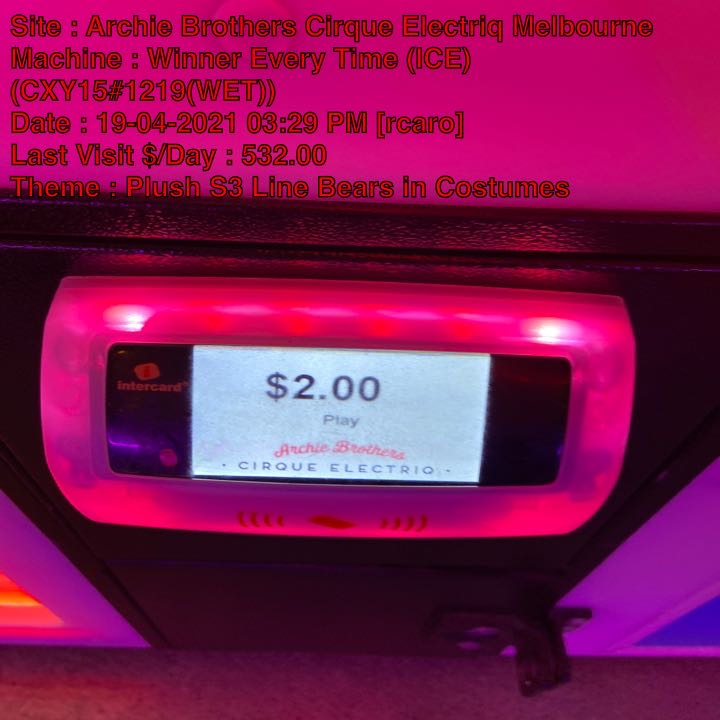 Site : Archie Brothers Cirque Electriq Melbourne
Machine : Winner Every Time (ICE)
(CXY15#1219(WET))
Date : 19-04-2021 03:29 PM [rcaro]
Last Visit $/Day : 532.00
Theme : Plush S3 Line Bears in Costumes
intercard
$2.00
Play
Archie Brothers
· CIRQUE ELECTRIQ ·